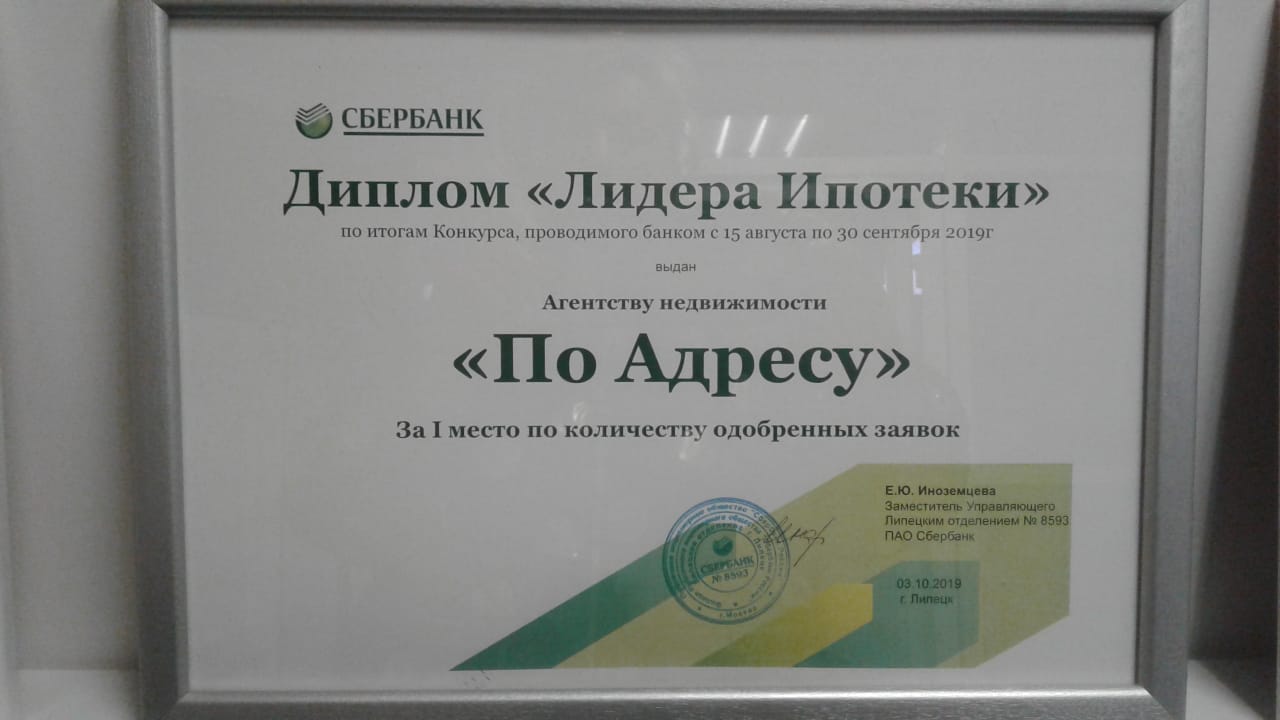 СБЕРБАНК
Диплом «Лидера Ипотеки»
по итогам Конкурса, проводимого банком с 15 августа по 30 сентября 2019г
выдан
Агентству недвижимости
«По Адресу»
За I место по количеству одобренных заявок
Е.Ю. Иноземцева
Заместитель Управляющего
Липецким отделением № 8593
ПАО Сбербанк
СБЕРБАНК
№ 8593
г.Москва
03.10.2019
г. Липецк